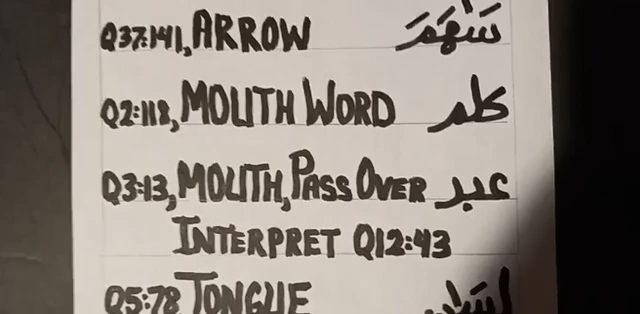 Q37:141, ARROW سَهَمَ
Q2:118, MOUTH WORD كلم
Q3:13, MOUTH, PASS OVER عبر
INTERPRET Q12:43
Q5:78 TONGUE لسان